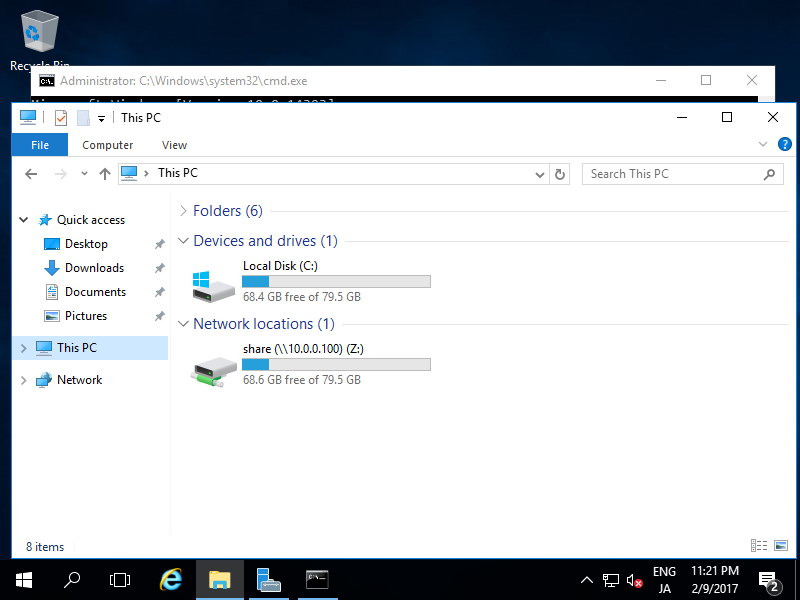 Recycle Bin
Administrator: C:\Windows\system32\cmd.exe
This PC
File Computer View
This PC
Search This PC
Quick access
Desktop
Downloads
Documents
Pictures
This PC
Network
Folders (6)
Devices and drives (1)
Local Disk (C:)
68.4 GB free of 79.5 GB
Network locations (1)
share (\\10.0.0.100) (Z:)
68.6 GB free of 79.5 GB
8 items
ENG
JA
11:21 PM
2/9/2017
2